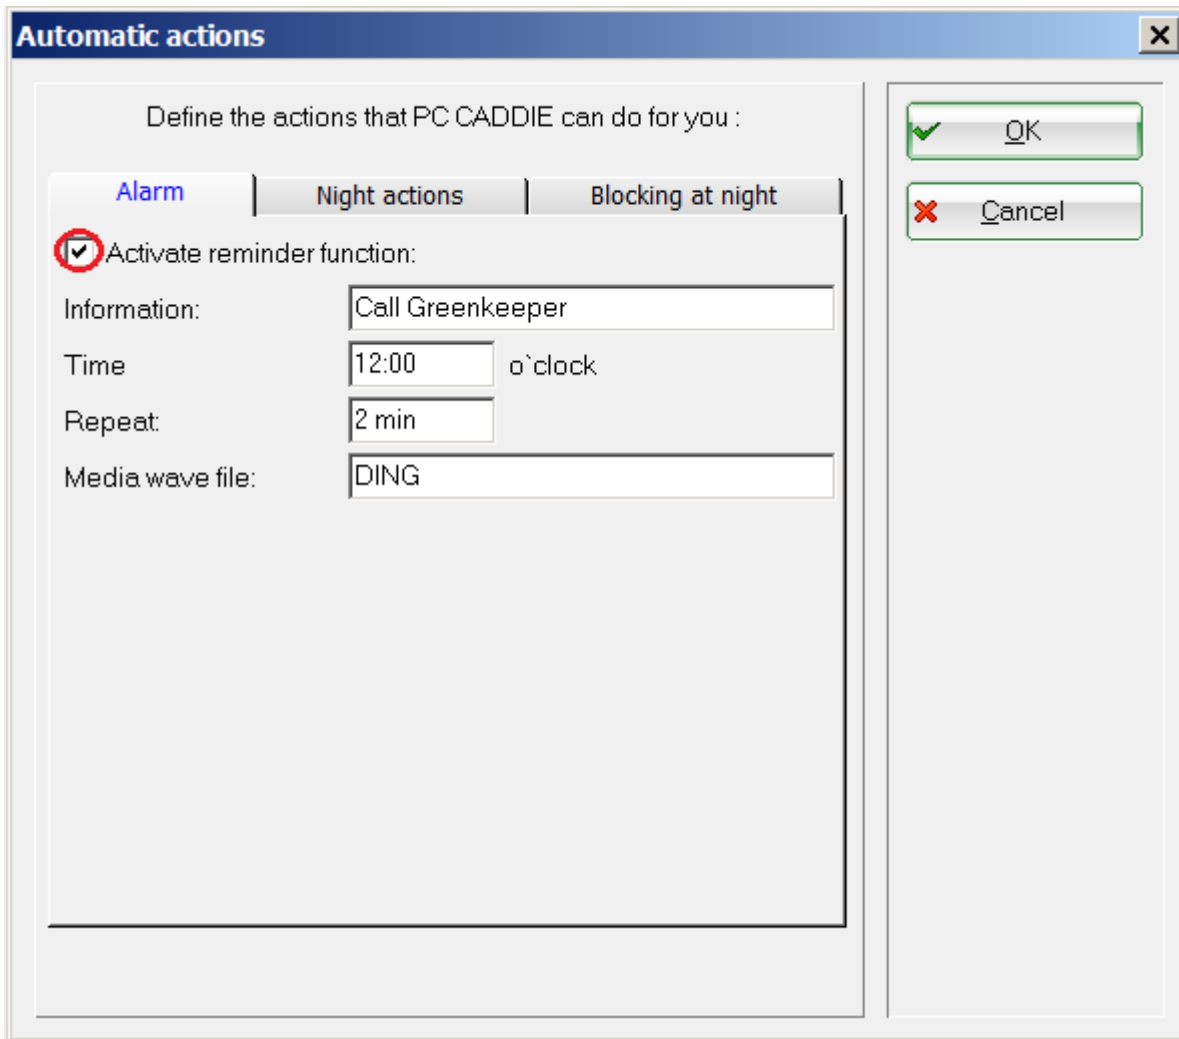 Automatic actions
Define the actions that PC CADDIE can do for you :
OK
Cancel
Alarm
Night actions
Blocking at night
Activate reminder function:
Information:
Call Greenkeeper
Time
12:00
o`clock
Repeat:
2 min
Media wave file:
DING